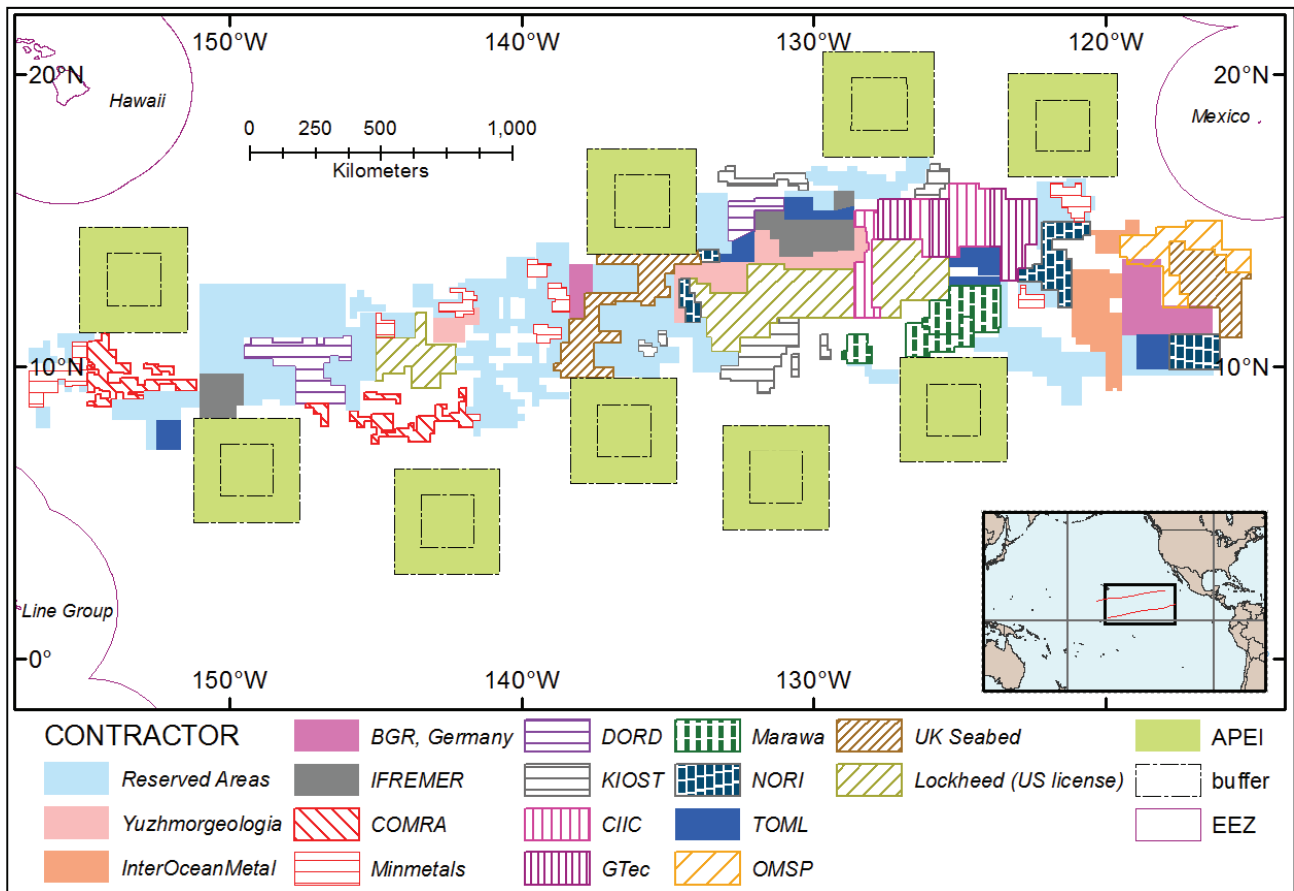 150°W 140°W 130°W 120°W
20°N 20°N
Hawaii
Mexico
0 250 500 1,000
Kilometers
10°N 10°N
Line Group
0° 0°
150°W 140°W 130°W 120°W
CONTRACTOR
BGR, Germany
DORD
Marawa
UK Seabed
APEI
Reserved Areas
IFREMER
KIOST
NORI
Lockheed (US license)
buffer
Yuzhmorgeologia
COMRA
CIIC
TOML
EEZ
InterOceanMetal
Minmetals
GTec
OMSP